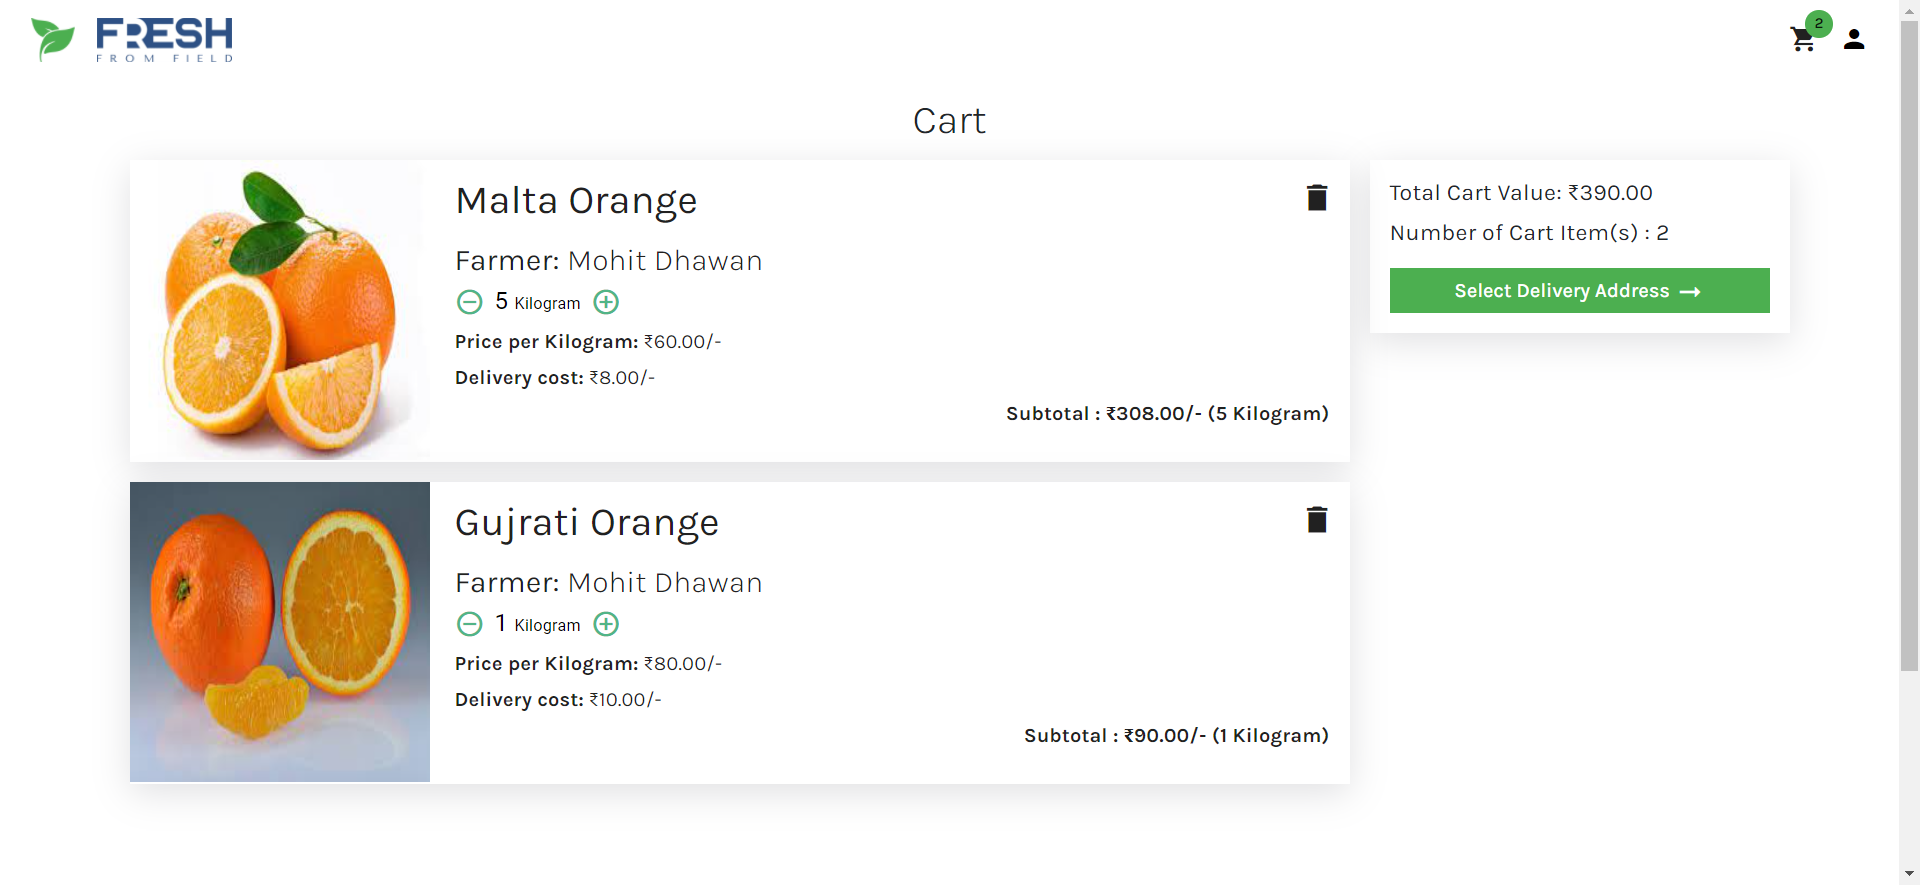 FRESH
FROM FIELD
2
Cart
Malta Orange
Farmer: Mohit Dhawan
5 Kilogram
Price per Kilogram: ₹60.00/-
Delivery cost: ₹8.00/-
Subtotal : ₹308.00/- (5 Kilogram)
Total Cart Value: ₹390.00
Number of Cart Item(s) : 2
Select Delivery Address →
Gujrati Orange
Farmer: Mohit Dhawan
1 Kilogram
Price per Kilogram: ₹80.00/-
Delivery cost: ₹10.00/-
Subtotal : ₹90.00/- (1 Kilogram)